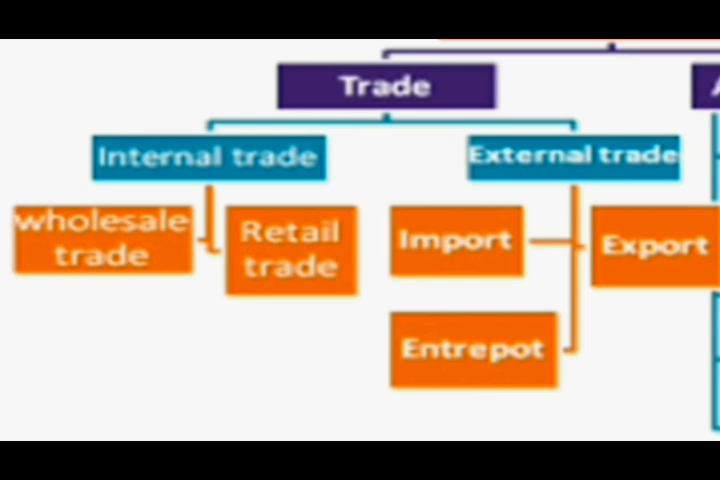 Trade
Internal trade
External trade
wholesale
trade
Retail
trade
Import
Export
Entrepot